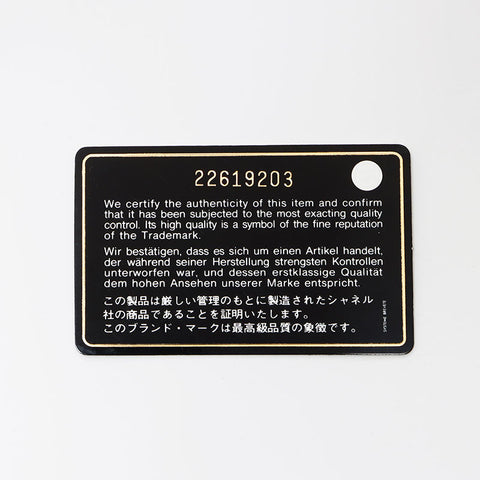 22619203
We certify the authenticity of this item and confirm
that it has been subjected to the most exacting quality
control. Its high quality is a symbol of the fine reputation
of the Trademark.
Wir bestätigen, dass es sich um einen Artikel handelt,
der während seiner Herstellung strengsten Kontrollen
unterworfen war, und dessen erstklassige Qualität
dem hohen Ansehen unserer Marke entspricht.
この製品は厳しい管理のもとに製造されたシャネル
社の商品であることを証明いたします。
このブランド・マークは最高級品質の象徴です。